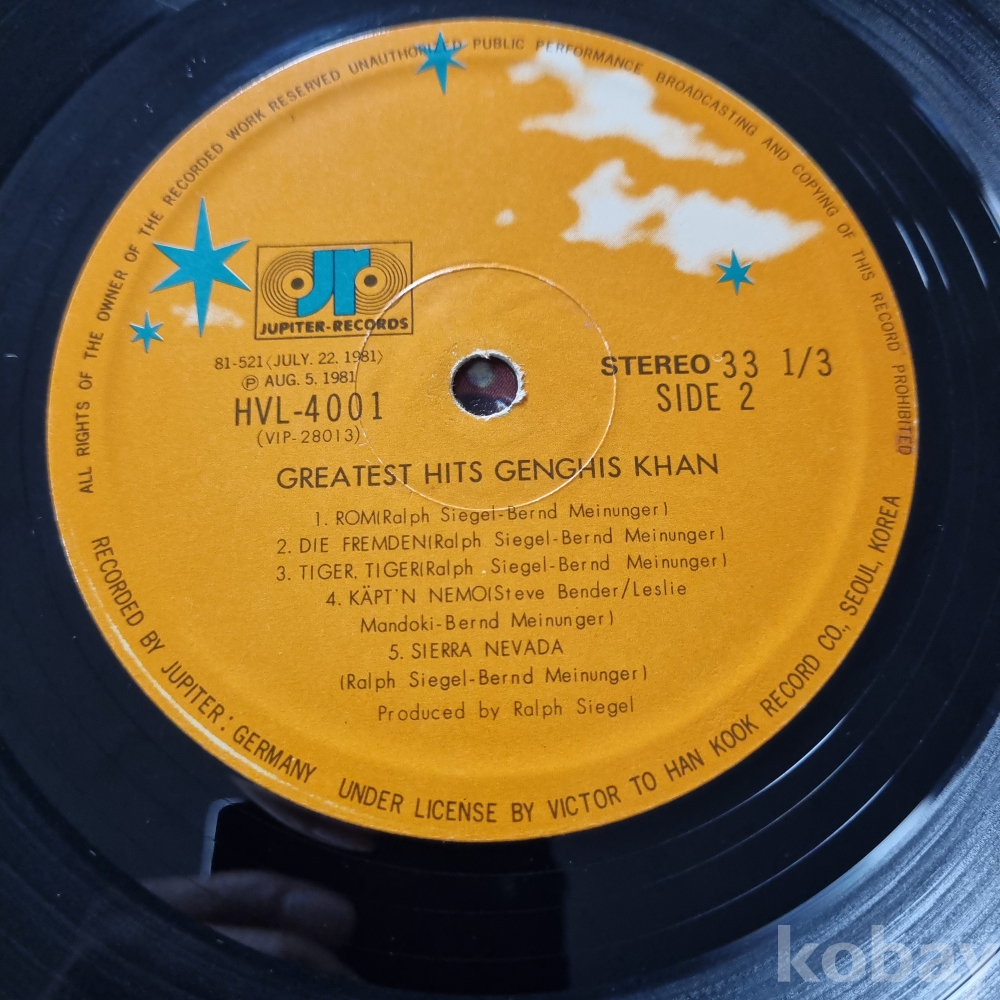 ALL RIGHTS OF THE OWNER OF THE RECORDED WORK RESERVED UNAUTHORIZED PUBLIC PERFORMANCE BROADCASTING AND COPYING OF THIS RECORD PROHIBITED
jr
JUPITER-RECORDS
81-521〈JULY. 22. 1981〉
Ⓟ AUG. 5. 1981
HVL-4001
(VIP-28013)
STEREO 33 1/3
SIDE 2
GREATEST HITS GENGHIS KHAN
1. ROM(Ralph Siegel-Bernd Meinunger)
2. DIE FREMDEN(Ralph Siegel-Bernd Meinunger)
3. TIGER, TIGER(Ralph Siegel-Bernd Meinunger)
4. KÄPT'N NEMO(Steve Bender/Leslie
Mandoki-Bernd Meinunger)
5. SIERRA NEVADA
(Ralph Siegel-Bernd Meinunger)
Produced by Ralph Siegel
RECORDED BY JUPITER: GERMANY UNDER LICENSE BY VICTOR TO HAN KOOK RECORD CO., SEOUL, KOREA